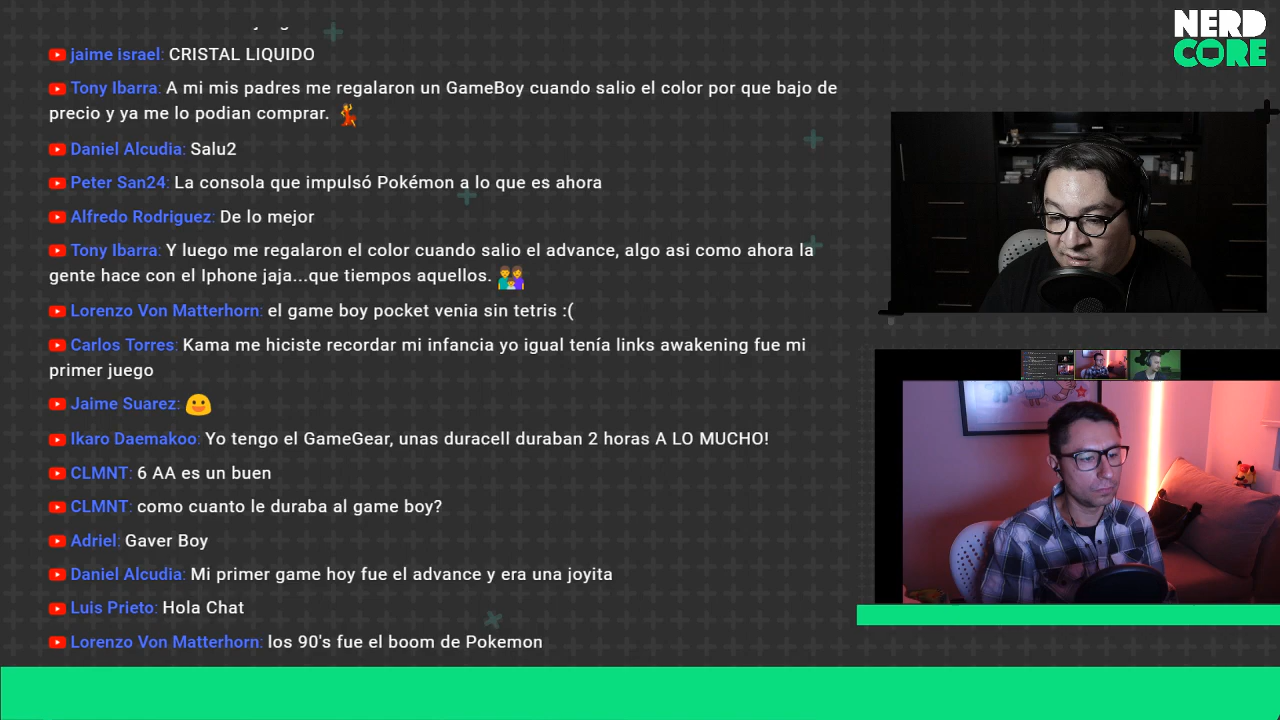 NERD
CORE
jaime israel: CRISTAL LIQUIDO
Tony Ibarra: A mi mis padres me regalaron un GameBoy cuando salio el color por que bajo de
precio y ya me lo podian comprar. 💃
Daniel Alcudia: Salu2
Peter San24: La consola que impulsó Pokémon a lo que es ahora
Alfredo Rodriguez: De lo mejor
Tony Ibarra: Y luego me regalaron el color cuando salio el advance, algo asi como ahora la
gente hace con el Iphone jaja...que tiempos aquellos. 👨‍👩‍👦
Lorenzo Von Matterhorn: el game boy pocket venia sin tetris :(
Carlos Torres: Kama me hiciste recordar mi infancia yo igual tenía links awakening fue mi
primer juego
Jaime Suarez: 😃
Ikaro Daemakoo: Yo tengo el GameGear, unas duracell duraban 2 horas A LO MUCHO!
CLMNT: 6 AA es un buen
CLMNT: como cuanto le duraba al game boy?
Adriel: Gaver Boy
Daniel Alcudia: Mi primer game hoy fue el advance y era una joyita
Luis Prieto: Hola Chat
Lorenzo Von Matterhorn: los 90's fue el boom de Pokemon